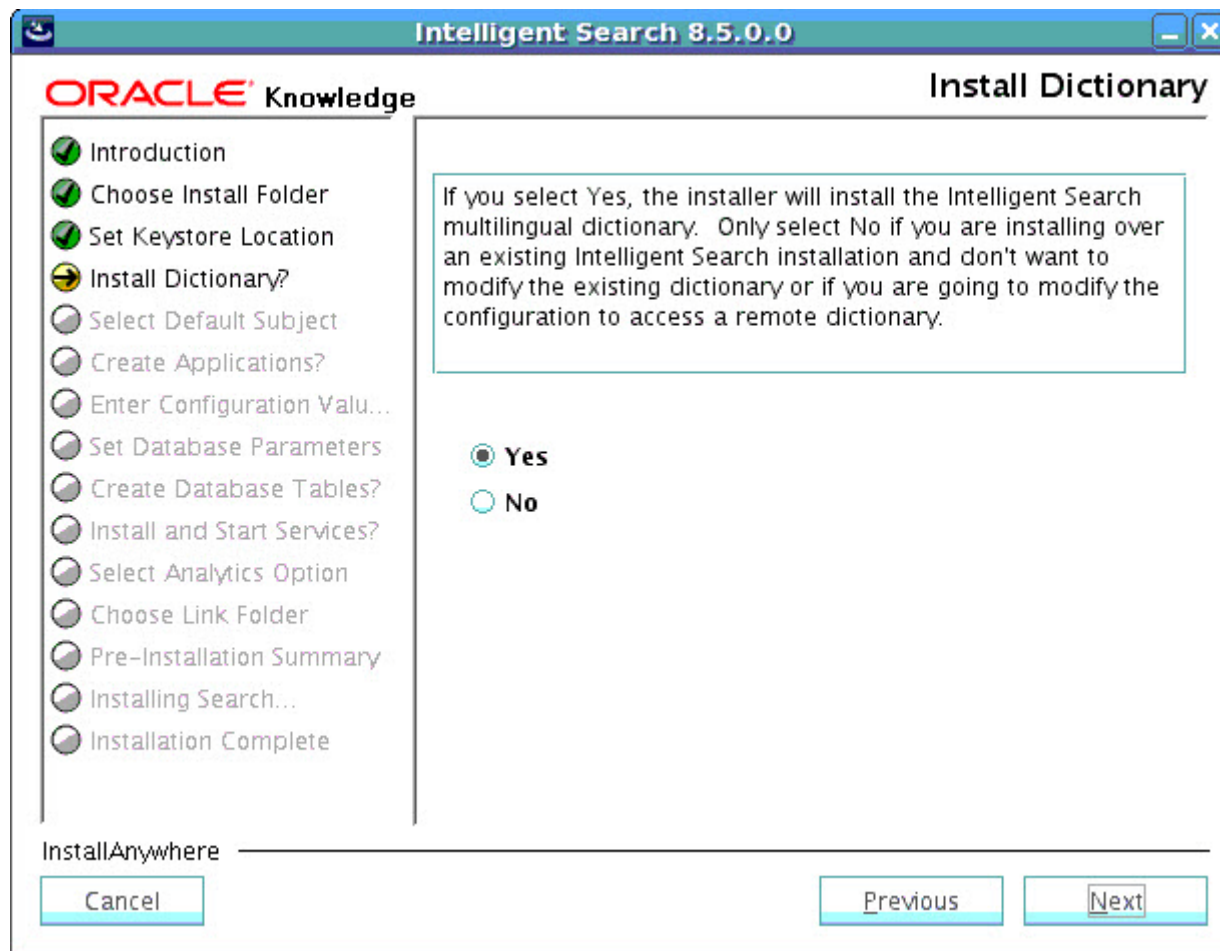 Intelligent Search 8.5.0.0
ORACLE Knowledge
Install Dictionary
Introduction
Choose Install Folder
Set Keystore Location
Install Dictionary?
Select Default Subject
Create Applications?
Enter Configuration Valu...
Set Database Parameters
Create Database Tables?
Install and Start Services?
Select Analytics Option
Choose Link Folder
Pre-Installation Summary
Installing Search...
Installation Complete
If you select Yes, the installer will install the Intelligent Search
multilingual dictionary. Only select No if you are installing over
an existing Intelligent Search installation and don't want to
modify the existing dictionary or if you are going to modify the
configuration to access a remote dictionary.
Yes
No
InstallAnywhere
Cancel
Previous
Next